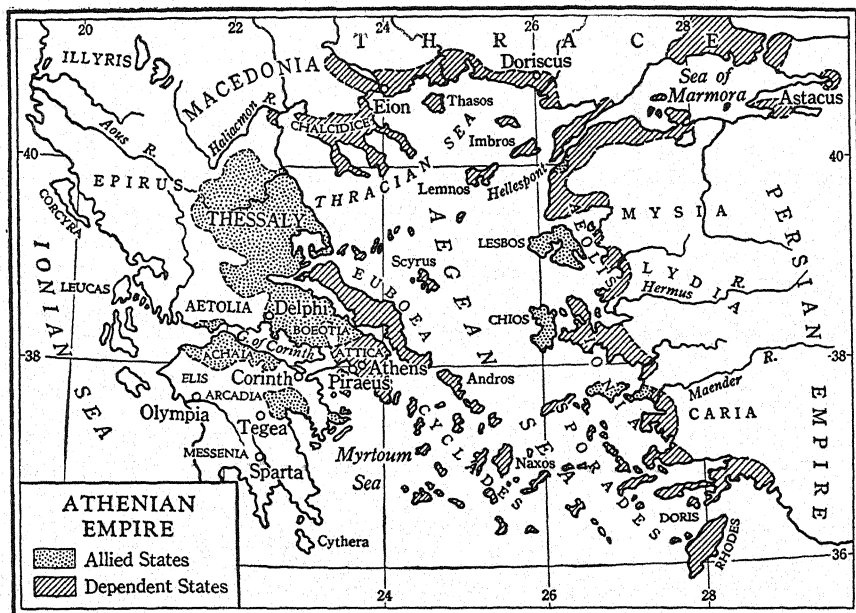 20
22
24
26
28
T H R A C E
ILLYRIS
MACEDONIA
Doriscus
Sea of
Marmora
Astacus
Eion
Thasos
Aous R.
Haliacmon R.
CHALCIDICE
Imbros
40
40
EPIRUS
THRACIAN SEA
Lemnos
Hellespont
CORCYRA
THESSALY
AEGEAN SEA
AEOLIS
MYSIA
PERSIAN EMPIRE
IONIAN SEA
LESBOS
Scyrus
EUBOEA
LYDIA
Hermus R.
LEUCAS
AETOLIA
Delphi
BOEOTIA
CHIOS
G. of Corinth
38
38
ACHAIA
ATTICA
Athens
IONIA
ELIS
Corinth
Piraeus
Andros
Maender R.
ARCADIA
CARIA
Olympia
Tegea
CYCLADES
SPORADES
MESSENIA
Myrtoum
Sea
Naxos
Sparta
DORIS
RHODES
Cythera
36
ATHENIAN
EMPIRE
Allied States
Dependent States
24
26
28